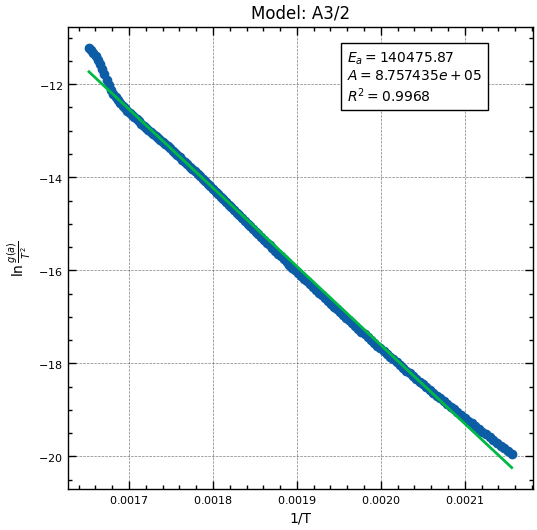 Model: A3/2
E_a = 140475.87
A = 8.757435e + 05
R² = 0.9968
−12
−14
−16
−18
−20
ln g(a)/T²
0.0017 0.0018 0.0019 0.0020 0.0021
1/T